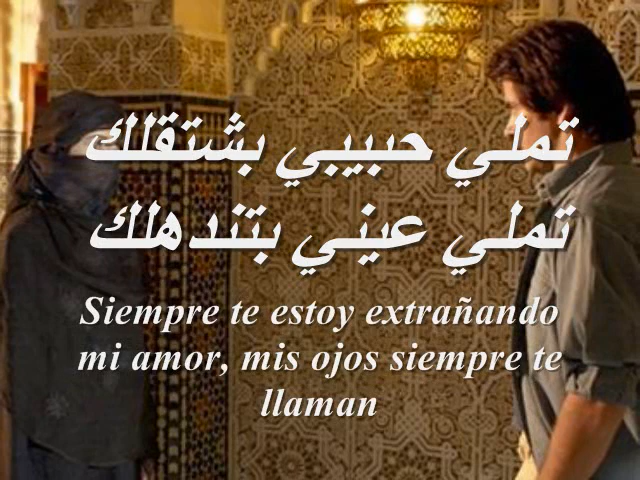 تملي حبيبي بشتقلك
تملي عيني بتندهلك
Siempre te estoy extrañando
mi amor, mis ojos siempre te
llaman